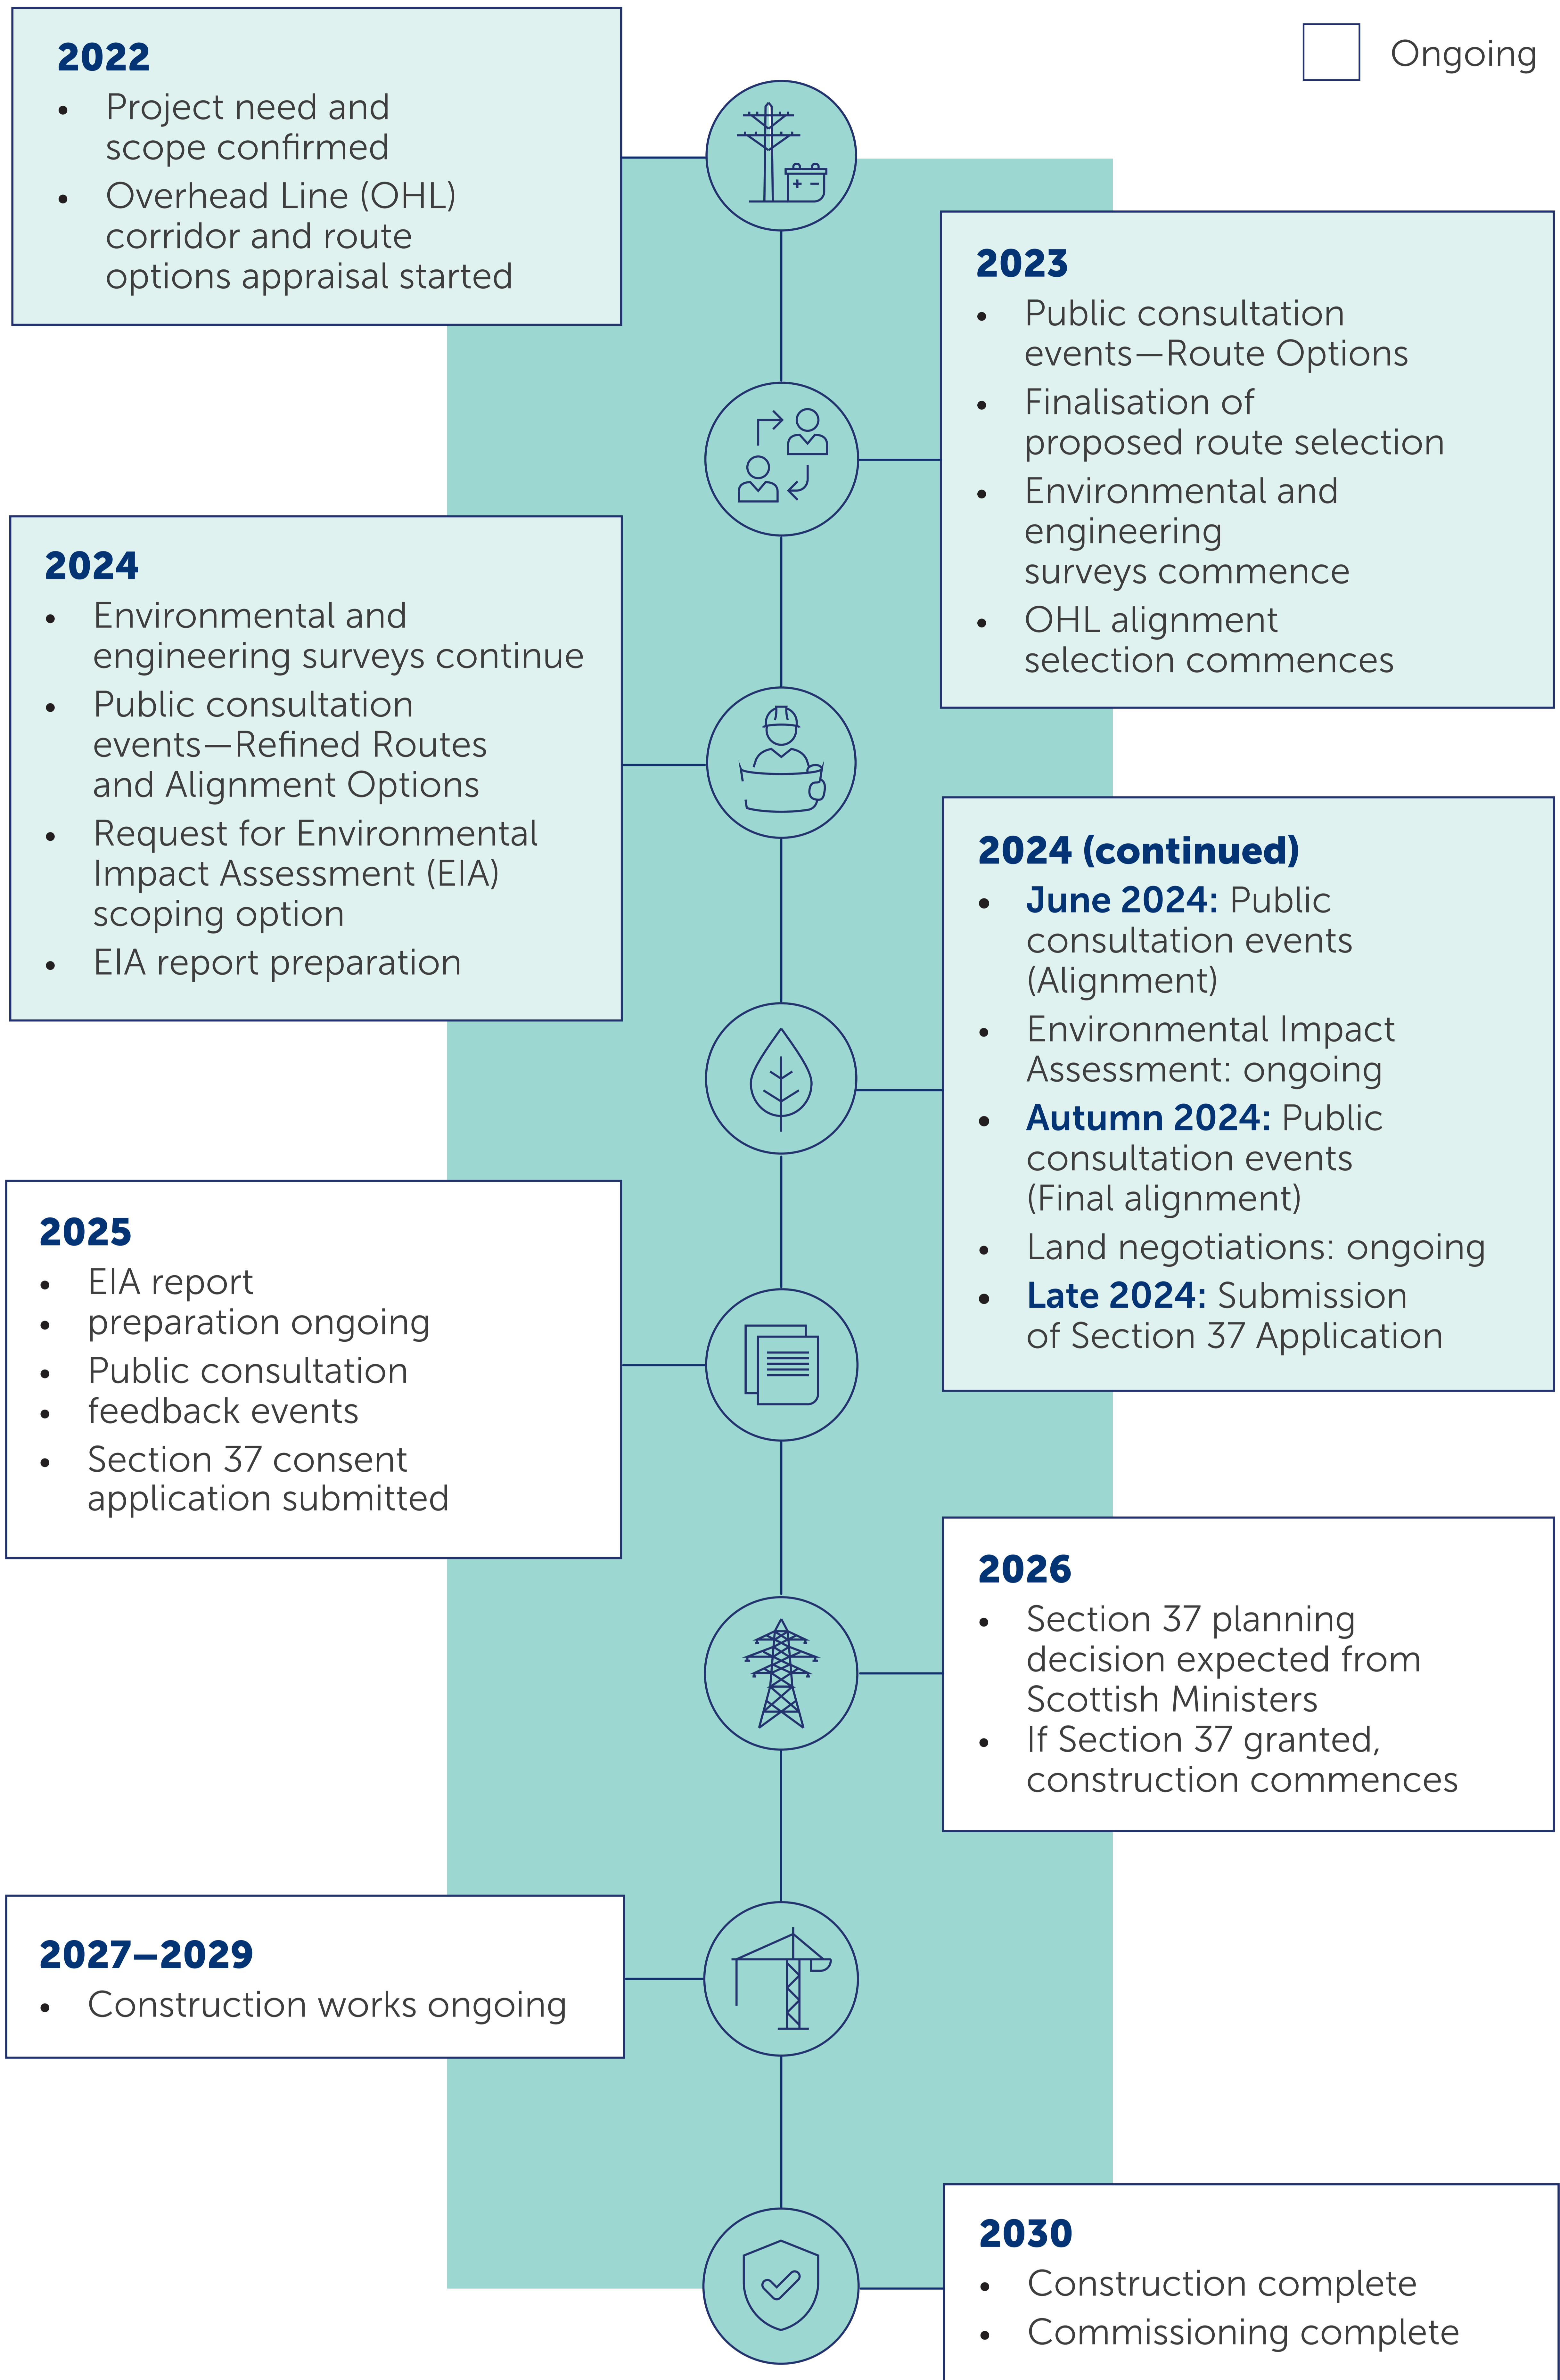 2022
• Project need and
scope confirmed
• Overhead Line (OHL)
corridor and route
options appraisal started
Ongoing
2023
• Public consultation
events—Route Options
• Finalisation of
proposed route selection
• Environmental and
engineering
surveys commence
• OHL alignment
selection commences
2024
• Environmental and
engineering surveys continue
• Public consultation
events—Refined Routes
and Alignment Options
• Request for Environmental
Impact Assessment (EIA)
scoping option
• EIA report preparation
2024 (continued)
• June 2024: Public
consultation events
(Alignment)
• Environmental Impact
Assessment: ongoing
• Autumn 2024: Public
consultation events
(Final alignment)
• Land negotiations: ongoing
• Late 2024: Submission
of Section 37 Application
2025
• EIA report
• preparation ongoing
• Public consultation
• feedback events
• Section 37 consent
application submitted
2026
• Section 37 planning
decision expected from
Scottish Ministers
• If Section 37 granted,
construction commences
2027–2029
• Construction works ongoing
2030
• Construction complete
• Commissioning complete